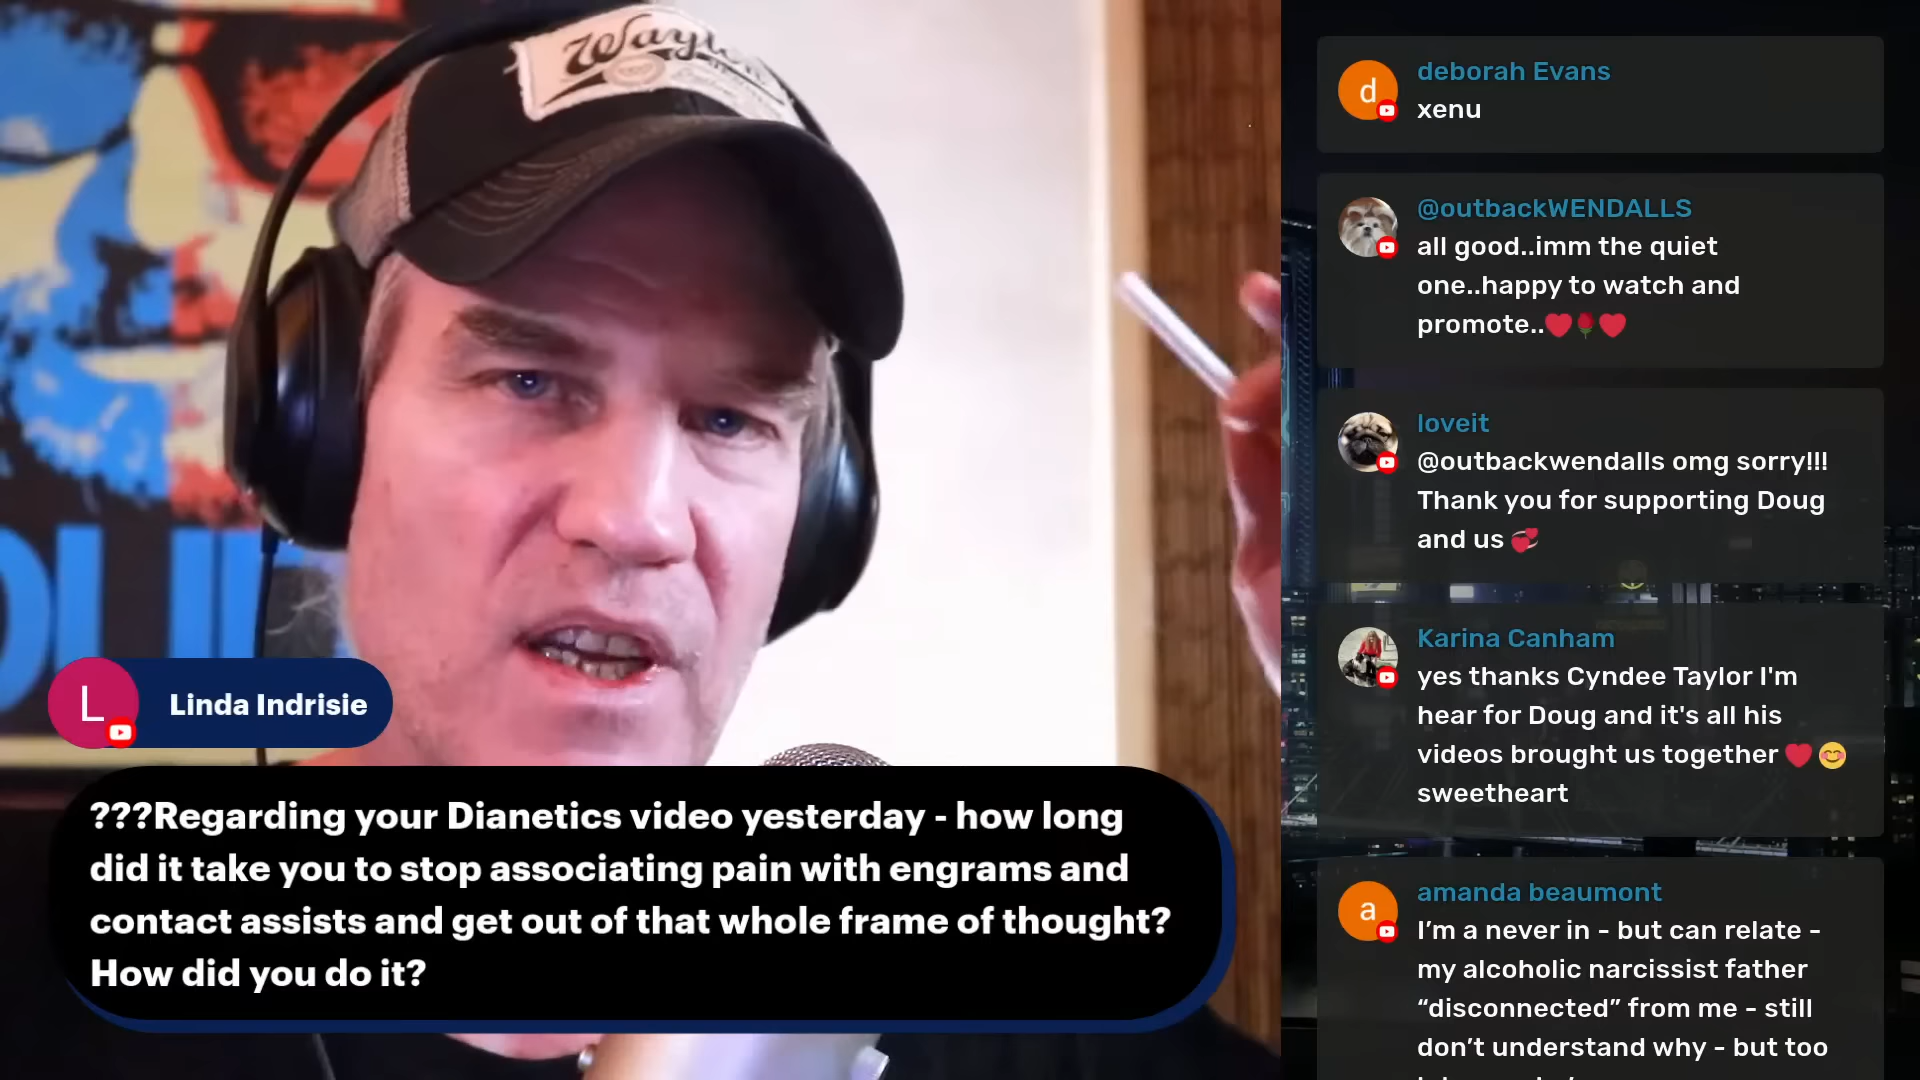 ???Regarding your Dianetics video yesterday - how long
did it take you to stop associating pain with engrams and
contact assists and get out of that whole frame of thought?
How did you do it?
Linda Indrisie
L
deborah Evans
d
xenu
@outbackWENDALLS
all good..imm the quiet
one..happy to watch and
promote..❤️🌹❤️
loveit
@outbackwendalls omg sorry!!!
Thank you for supporting Doug
and us 💞
Karina Canham
yes thanks Cyndee Taylor I'm
hear for Doug and it's all his
videos brought us together ❤️ 😊
sweetheart
amanda beaumont
a
I’m a never in - but can relate -
my alcoholic narcissist father
“disconnected” from me - still
don’t understand why - but too